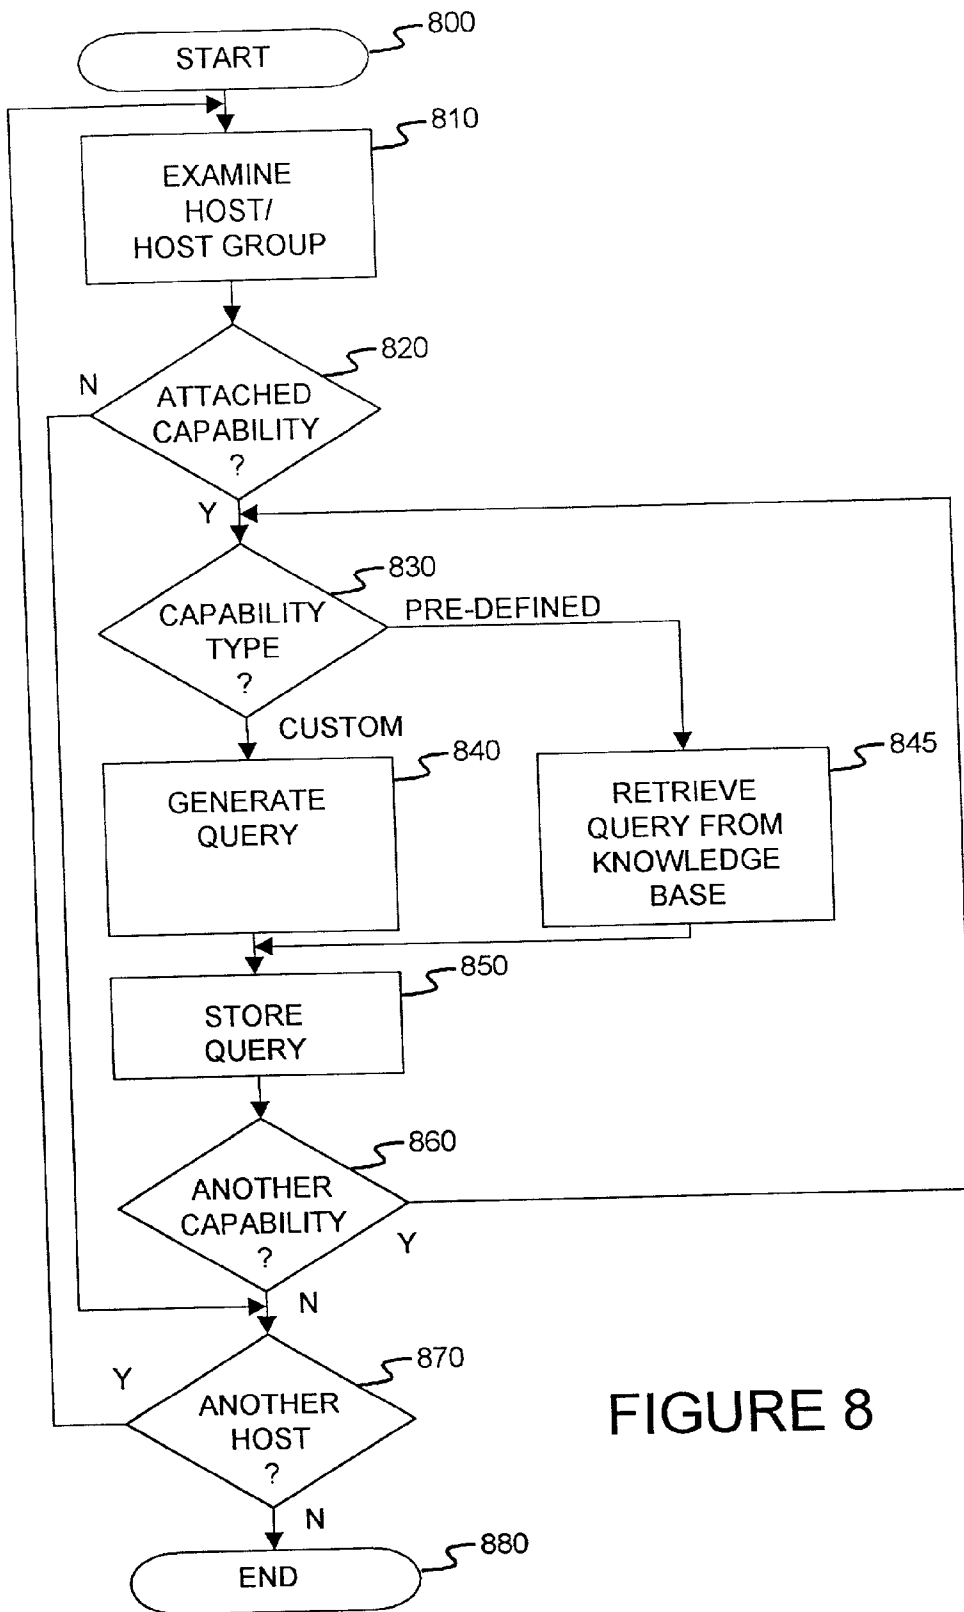 START
800
810
EXAMINE
HOST/
HOST GROUP
820
N
ATTACHED
CAPABILITY
?
Y
830
CAPABILITY
TYPE
?
PRE-DEFINED
CUSTOM
840
GENERATE
QUERY
845
RETRIEVE
QUERY FROM
KNOWLEDGE
BASE
850
STORE
QUERY
860
ANOTHER
CAPABILITY
?
Y
N
870
Y
ANOTHER
HOST
?
N
FIGURE 8
880
END